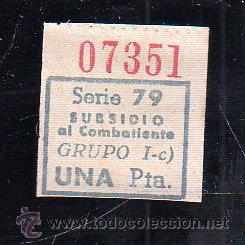 07351
Serie 79
SUBSIDIO
al Combatiente
GRUPO I-c)
UNA Pta.
www.todocoleccion.net